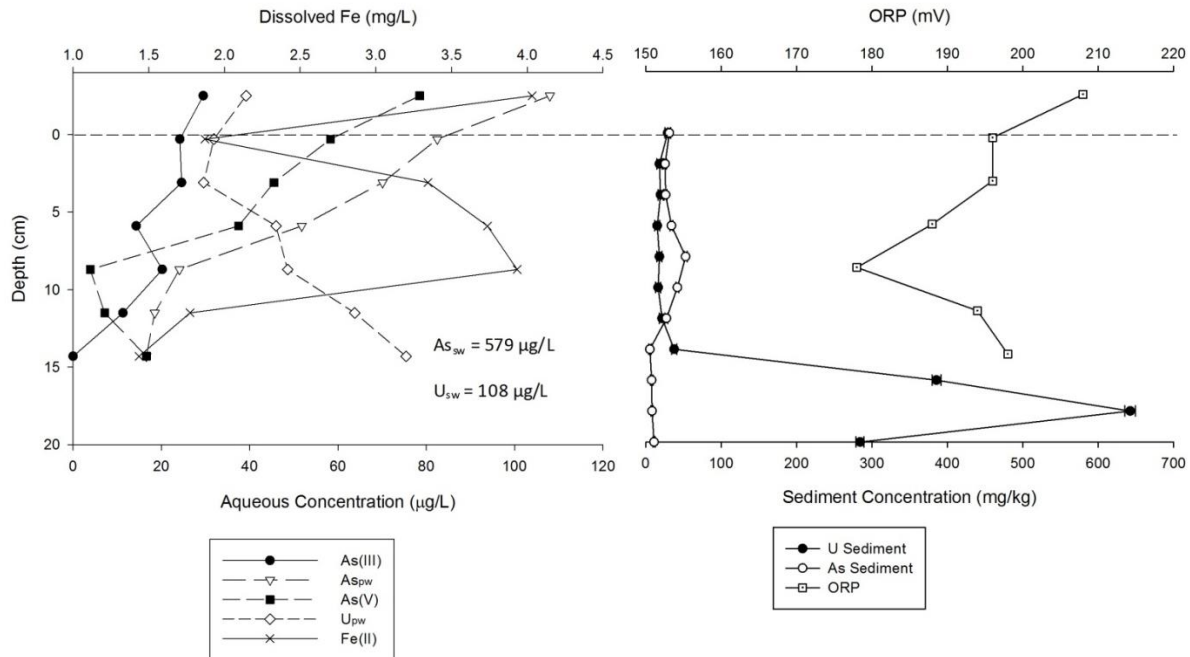 Dissolved Fe (mg/L)
1.0 1.5 2.0 2.5 3.0 3.5 4.0 4.5
Depth (cm)
0
5
10
15
20
As_sw = 579 µg/L
U_sw = 108 µg/L
0 20 40 60 80 100 120
Aqueous Concentration (µg/L)
As(III)
As_pw
As(V)
U_pw
Fe(II)
ORP (mV)
150 160 170 180 190 200 210 220
0 100 200 300 400 500 600 700
Sediment Concentration (mg/kg)
U Sediment
As Sediment
ORP